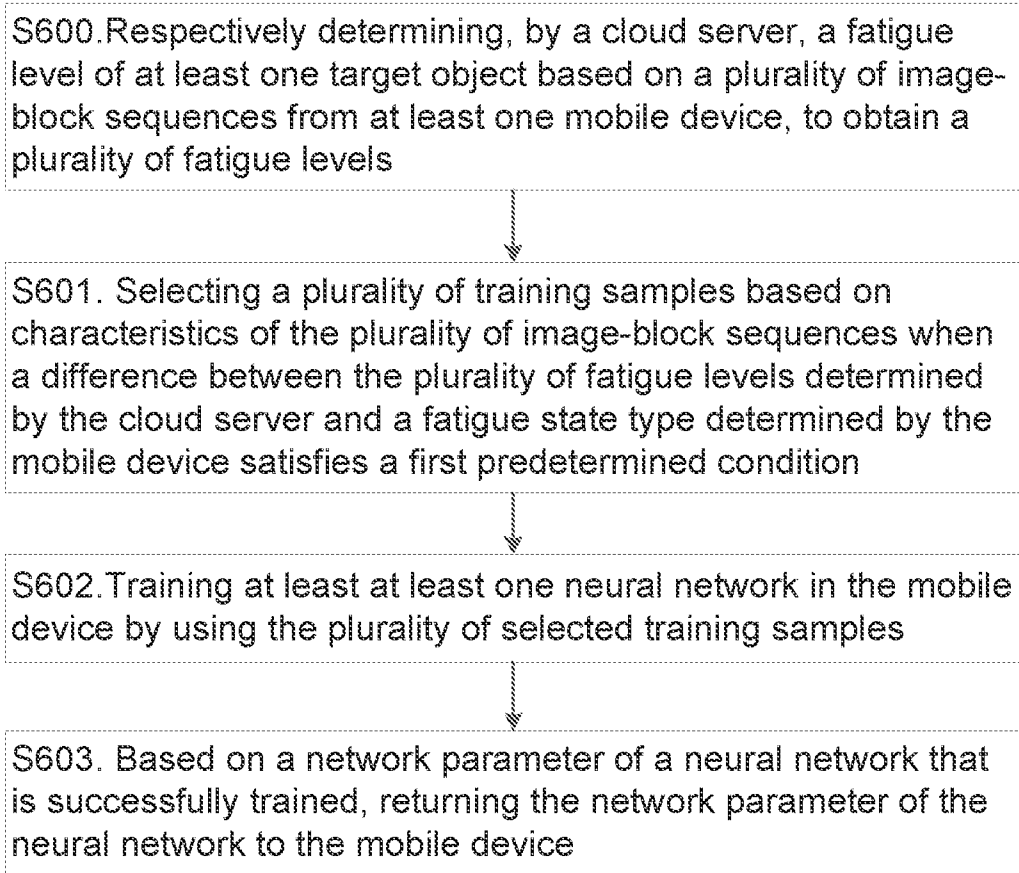 S600.Respectively determining, by a cloud server, a fatigue
level of at least one target object based on a plurality of image-
block sequences from at least one mobile device, to obtain a
plurality of fatigue levels
S601. Selecting a plurality of training samples based on
characteristics of the plurality of image-block sequences when
a difference between the plurality of fatigue levels determined
by the cloud server and a fatigue state type determined by the
mobile device satisfies a first predetermined condition
S602.Training at least at least one neural network in the mobile
device by using the plurality of selected training samples
S603. Based on a network parameter of a neural network that
is successfully trained, returning the network parameter of the
neural network to the mobile device